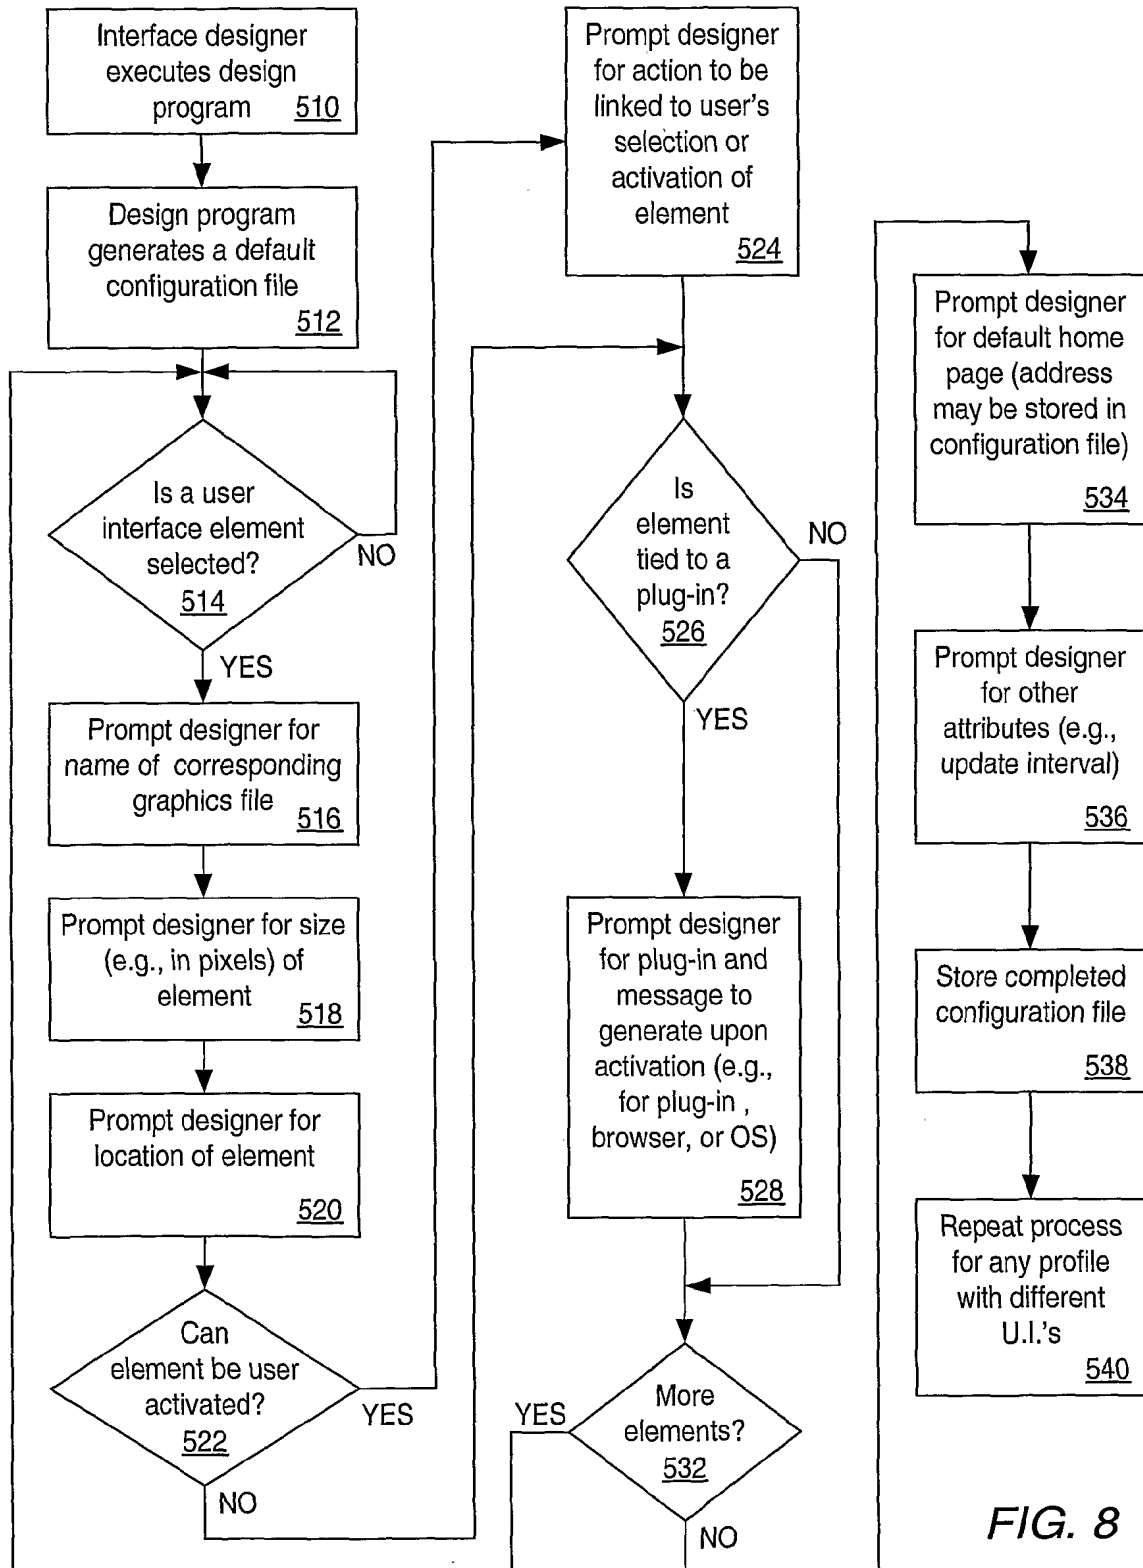 Interface designer
executes design
program 510
Design program
generates a default
configuration file
512
Is a user
interface element
selected?
514
NO
YES
Prompt designer for
name of corresponding
graphics file
516
Prompt designer for size
(e.g., in pixels) of
element
518
Prompt designer for
location of element
520
Can
element be user
activated?
522
YES
NO
Prompt designer
for action to be
linked to user's
selection or
activation of
element
524
Is
element
tied to a
plug-in?
526
NO
YES
Prompt designer
for plug-in and
message to
generate upon
activation (e.g.,
for plug-in ,
browser, or OS)
528
More
elements?
532
YES
NO
Prompt designer
for default home
page (address
may be stored in
configuration file)
534
Prompt designer
for other
attributes (e.g.,
update interval)
536
Store completed
configuration file
538
Repeat process
for any profile
with different
U.I.'s
540
FIG. 8